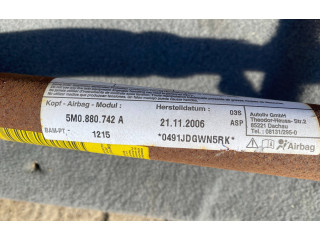 Kopf - Airbag - Modul :
5M0.880.742 A
BAM-PT - 1215
Herstelldatum : 03S
21.11.2006 ASP
*0491JDGWN5RK*
Autoliv GmbH
Theodor-Heuss- Str.2
85221 Dachau
Tel.: 08131/295-0
Airbag